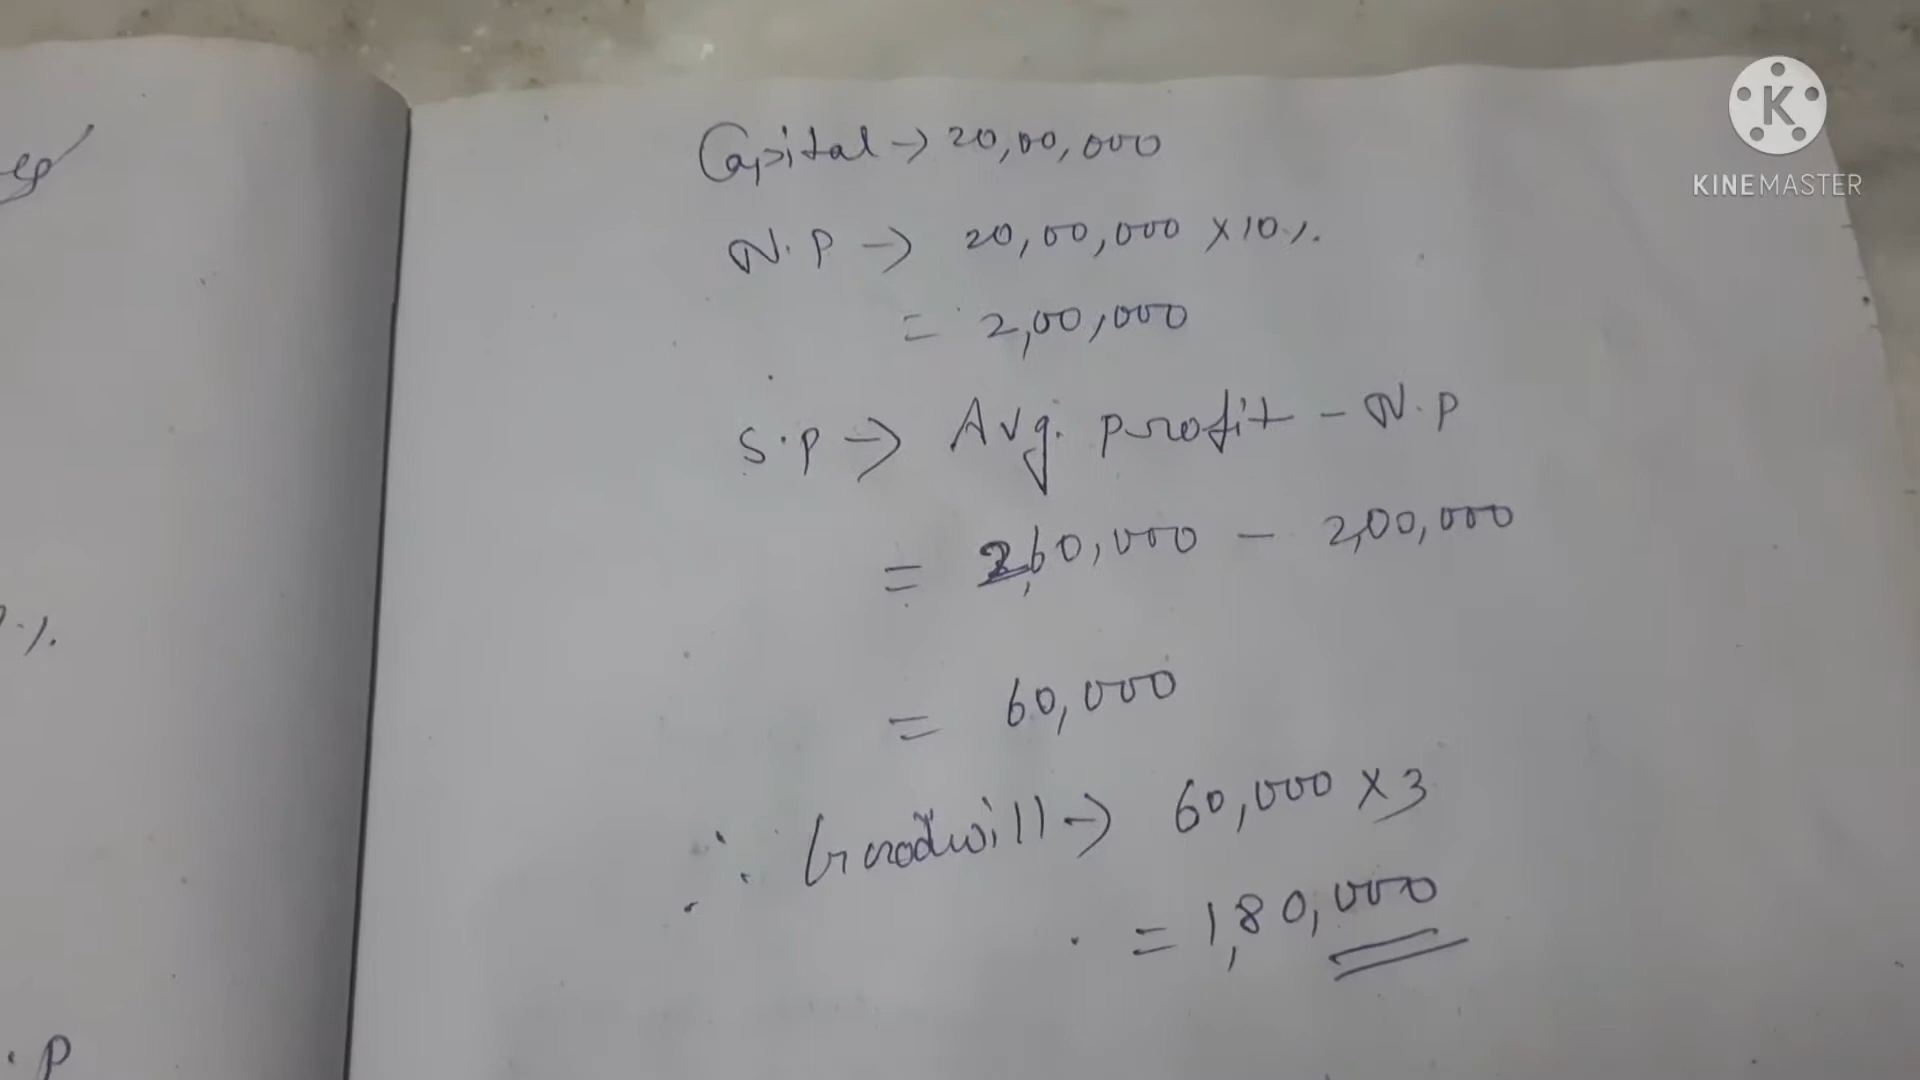 Capital → 20,00,000
N.P → 20,00,000 × 10%.
= 2,00,000
S.P → Avg. profit - N.P
= 2,60,000 - 2,00,000
= 60,000
∴ Goodwill → 60,000 × 3
= 1,80,000
%.
.P
K
KINEMASTER